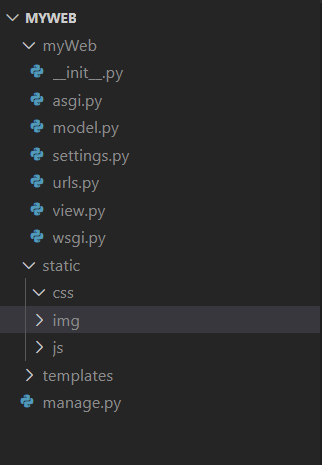 MYWEB
myWeb
__init__.py
asgi.py
model.py
settings.py
urls.py
view.py
wsgi.py
static
css
img
js
templates
manage.py